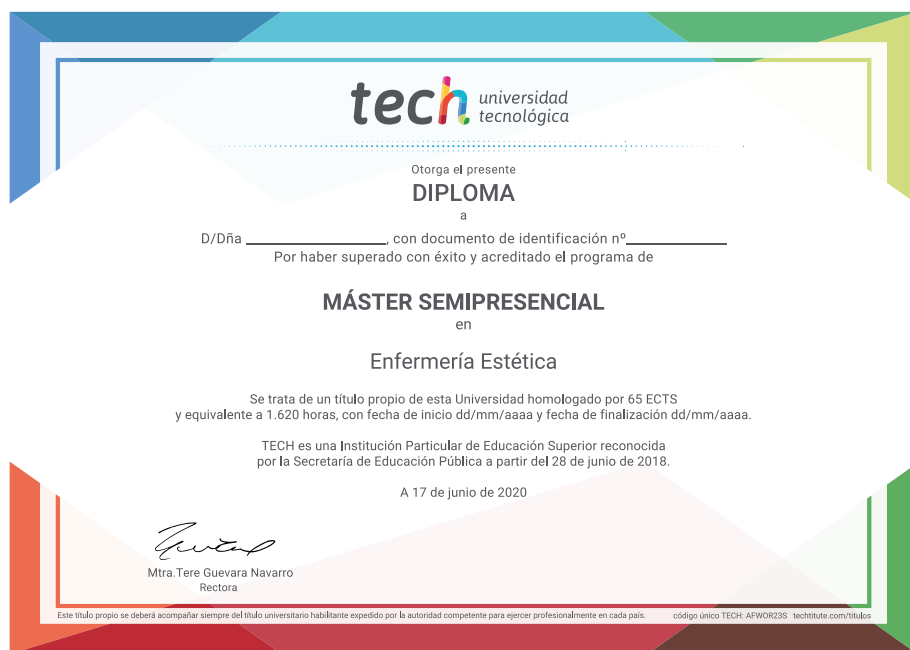 tech universidad
tecnológica
Otorga el presente
DIPLOMA
a
D/Dña ____________________, con documento de identificación nº______________
Por haber superado con éxito y acreditado el programa de
MÁSTER SEMIPRESENCIAL
en
Enfermería Estética
Se trata de un título propio de esta Universidad homologado por 65 ECTS
y equivalente a 1.620 horas, con fecha de inicio dd/mm/aaaa y fecha de finalización dd/mm/aaaa.
TECH es una Institución Particular de Educación Superior reconocida
por la Secretaría de Educación Pública a partir del 28 de junio de 2018.
A 17 de junio de 2020
Mtra.Tere Guevara Navarro
Rectora
Este título propio se deberá acompañar siempre del título universitario habilitante expedido por la autoridad competente para ejercer profesionalmente en cada país. código único TECH: AFWOR23S techtitute.com/titulos